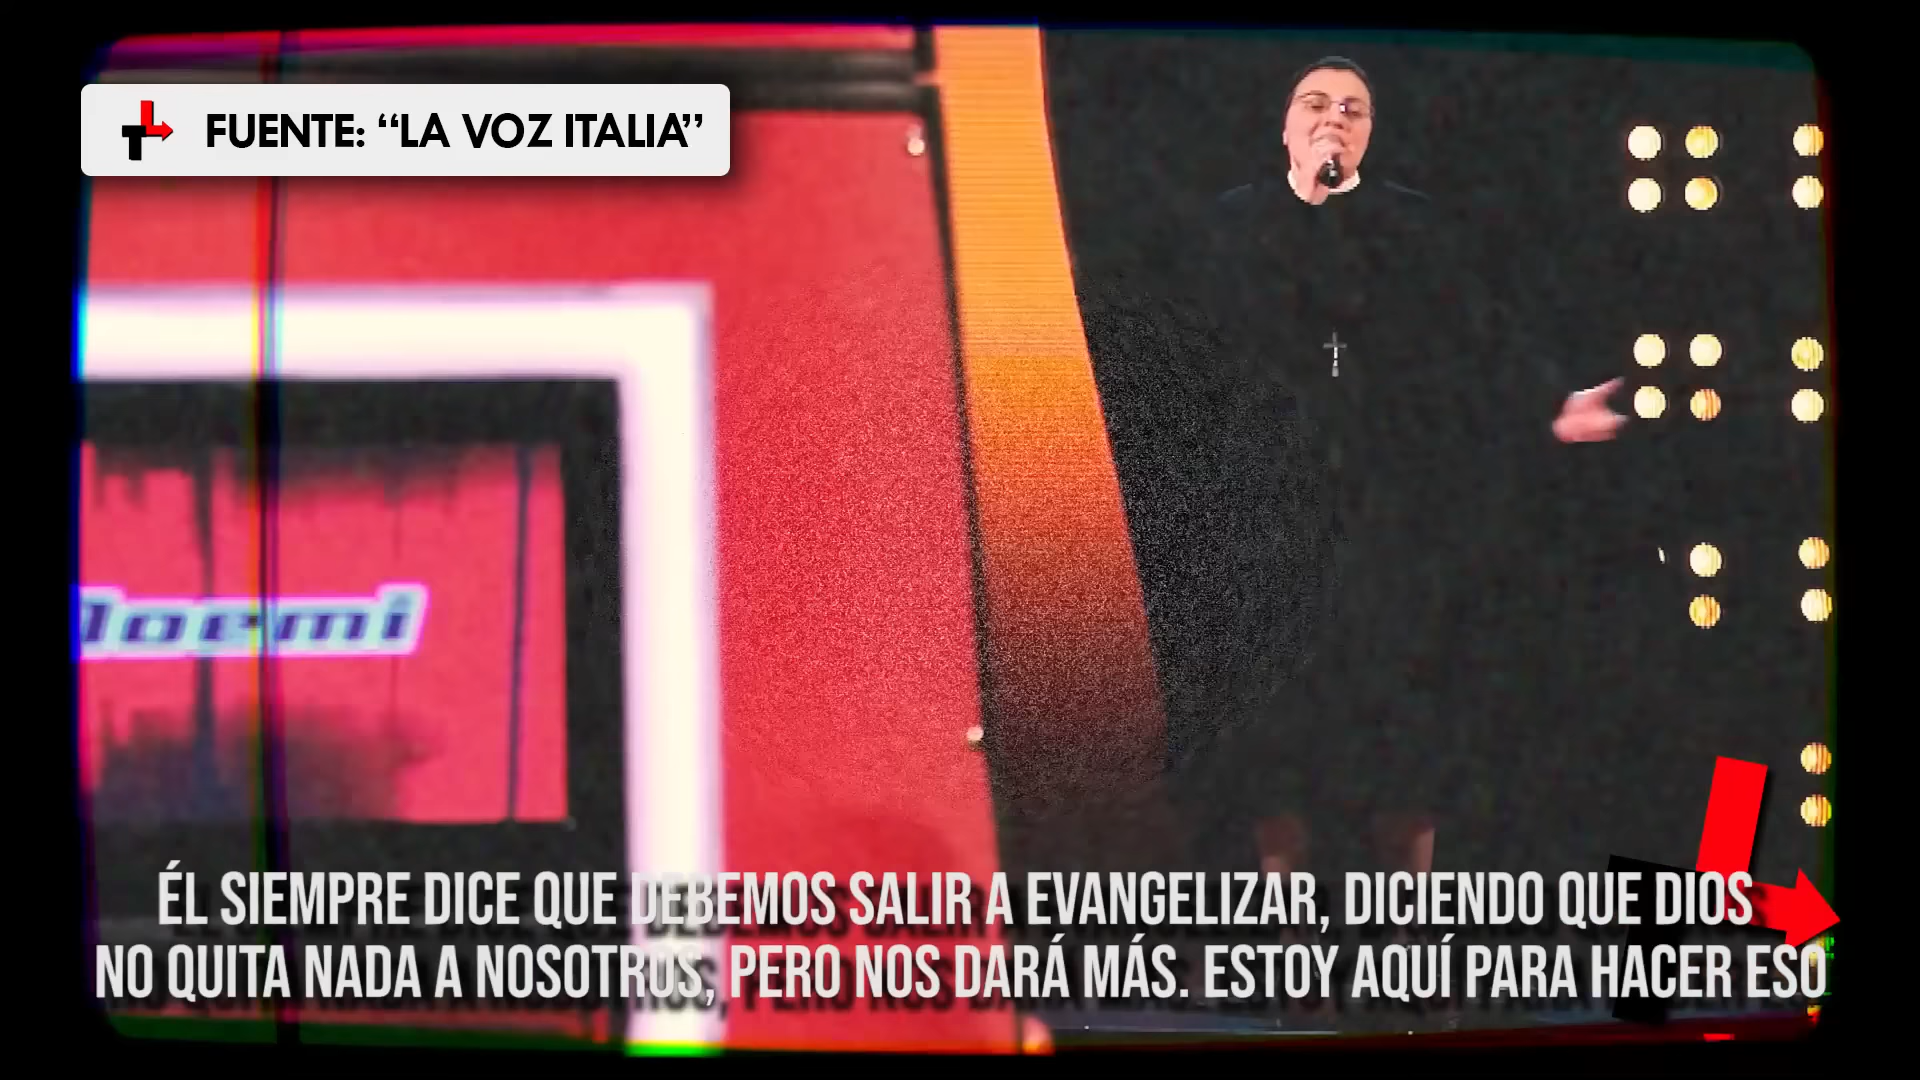 FUENTE: “LA VOZ ITALIA”
Noemi
ÉL SIEMPRE DICE QUE DEBEMOS SALIR A EVANGELIZAR, DICIENDO QUE DIOS
NO QUITA NADA A NOSOTROS, PERO NOS DARÁ MÁS. ESTOY AQUÍ PARA HACER ESO